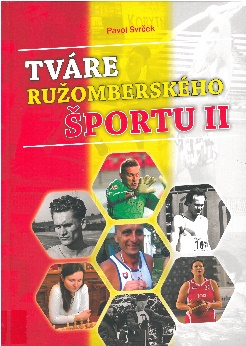 Pavol Svrček
TVÁRE
RUŽOMBERSKÉHO
ŠPORTU II